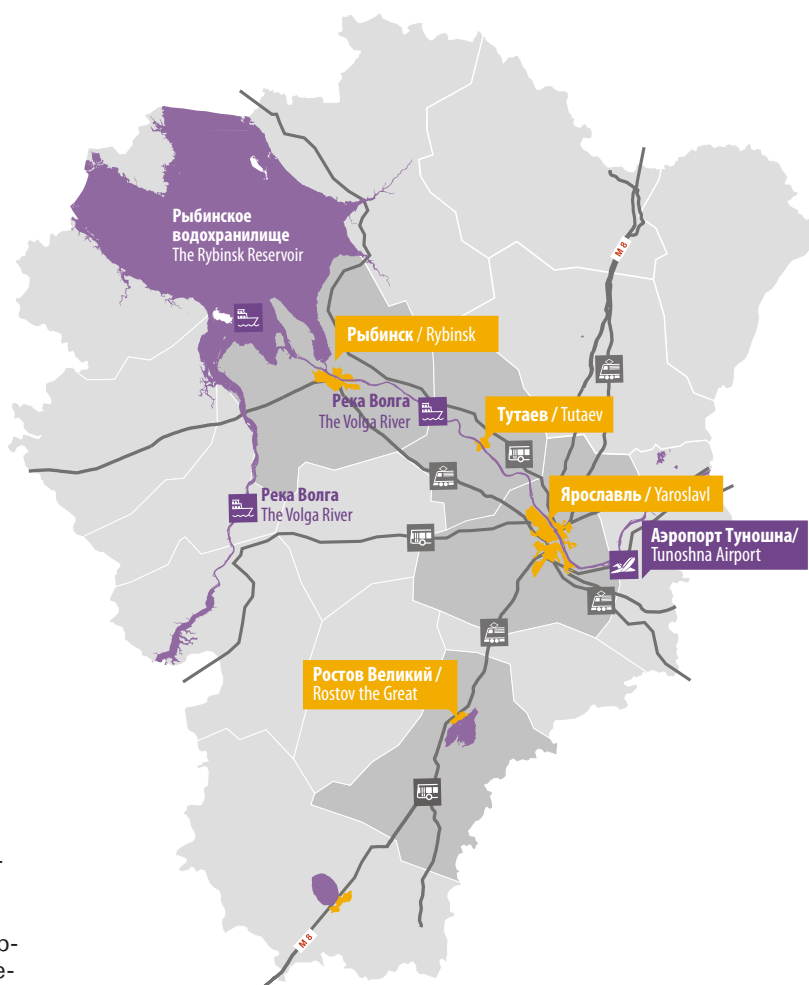 Рыбинское
водохранилище
The Rybinsk Reservoir
M 8
Рыбинск / Rybinsk
Река Волга
The Volga River
Тутаев / Tutaev
Ярославль / Yaroslavl
Река Волга
The Volga River
Аэропорт Туношна/
Tunoshna Airport
Ростов Великий /
Rostov the Great
-
р-
е-
M 8